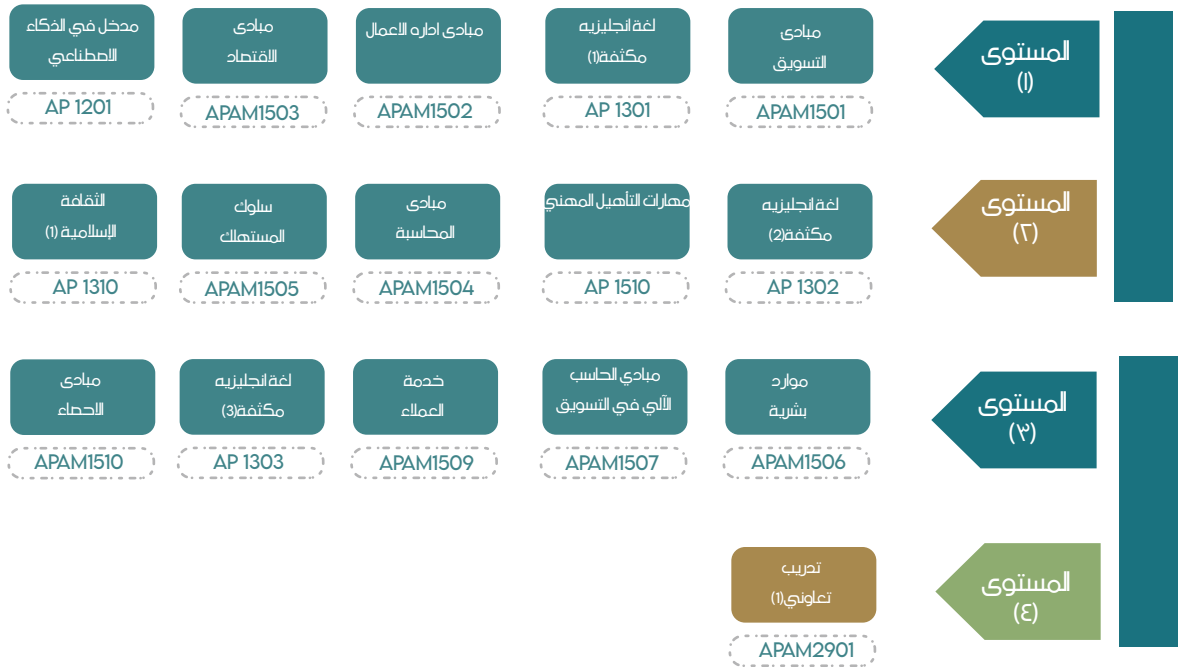 المستوى
(١)
مبادئ
التسويق
APAM1501
لغة انجليزيه
مكثفة(1)
AP 1301
مبادى اداره الاعمال
APAM1502
مبادى
الاقتصاد
APAM1503
مدخل في الذكاء
الاصطناعي
AP 1201
المستوى
(٢)
لغة انجليزيه
مكثفة(2)
AP 1302
مهارات التأهيل المهني
AP 1510
مبادى
المحاسبة
APAM1504
سلوك
المستهلك
APAM1505
الثقافة
الإسلامية (1)
AP 1310
المستوى
(٣)
موارد
بشرية
APAM1506
مبادي الحاسب
الآلي في التسويق
APAM1507
خدمة
العملاء
APAM1509
لغة انجليزيه
مكثفة(3)
AP 1303
مبادى
الاحصاء
APAM1510
المستوى
(٤)
تدريب
تعاوني(1)
APAM2901